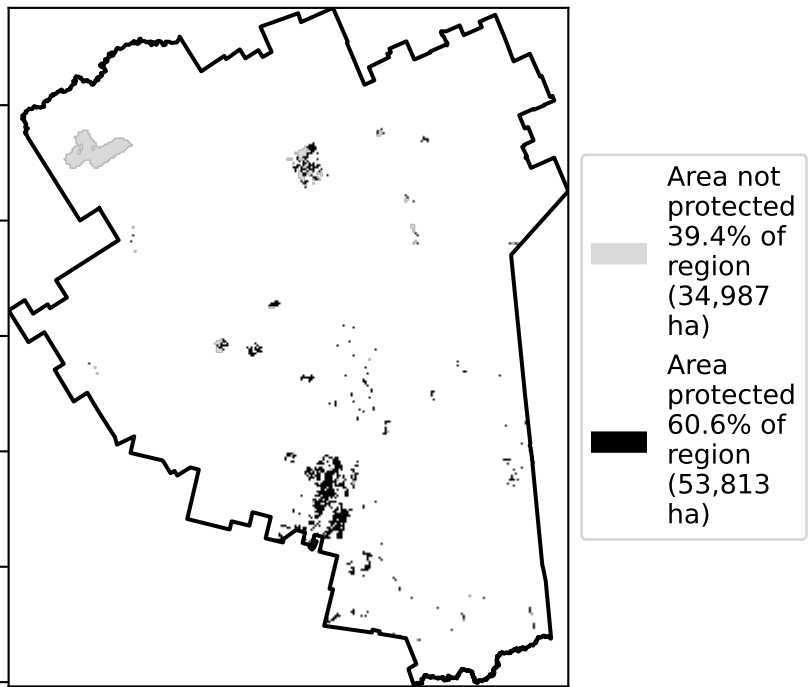 Area not
protected
39.4% of
region
(34,987
ha)
Area
protected
60.6% of
region
(53,813
ha)